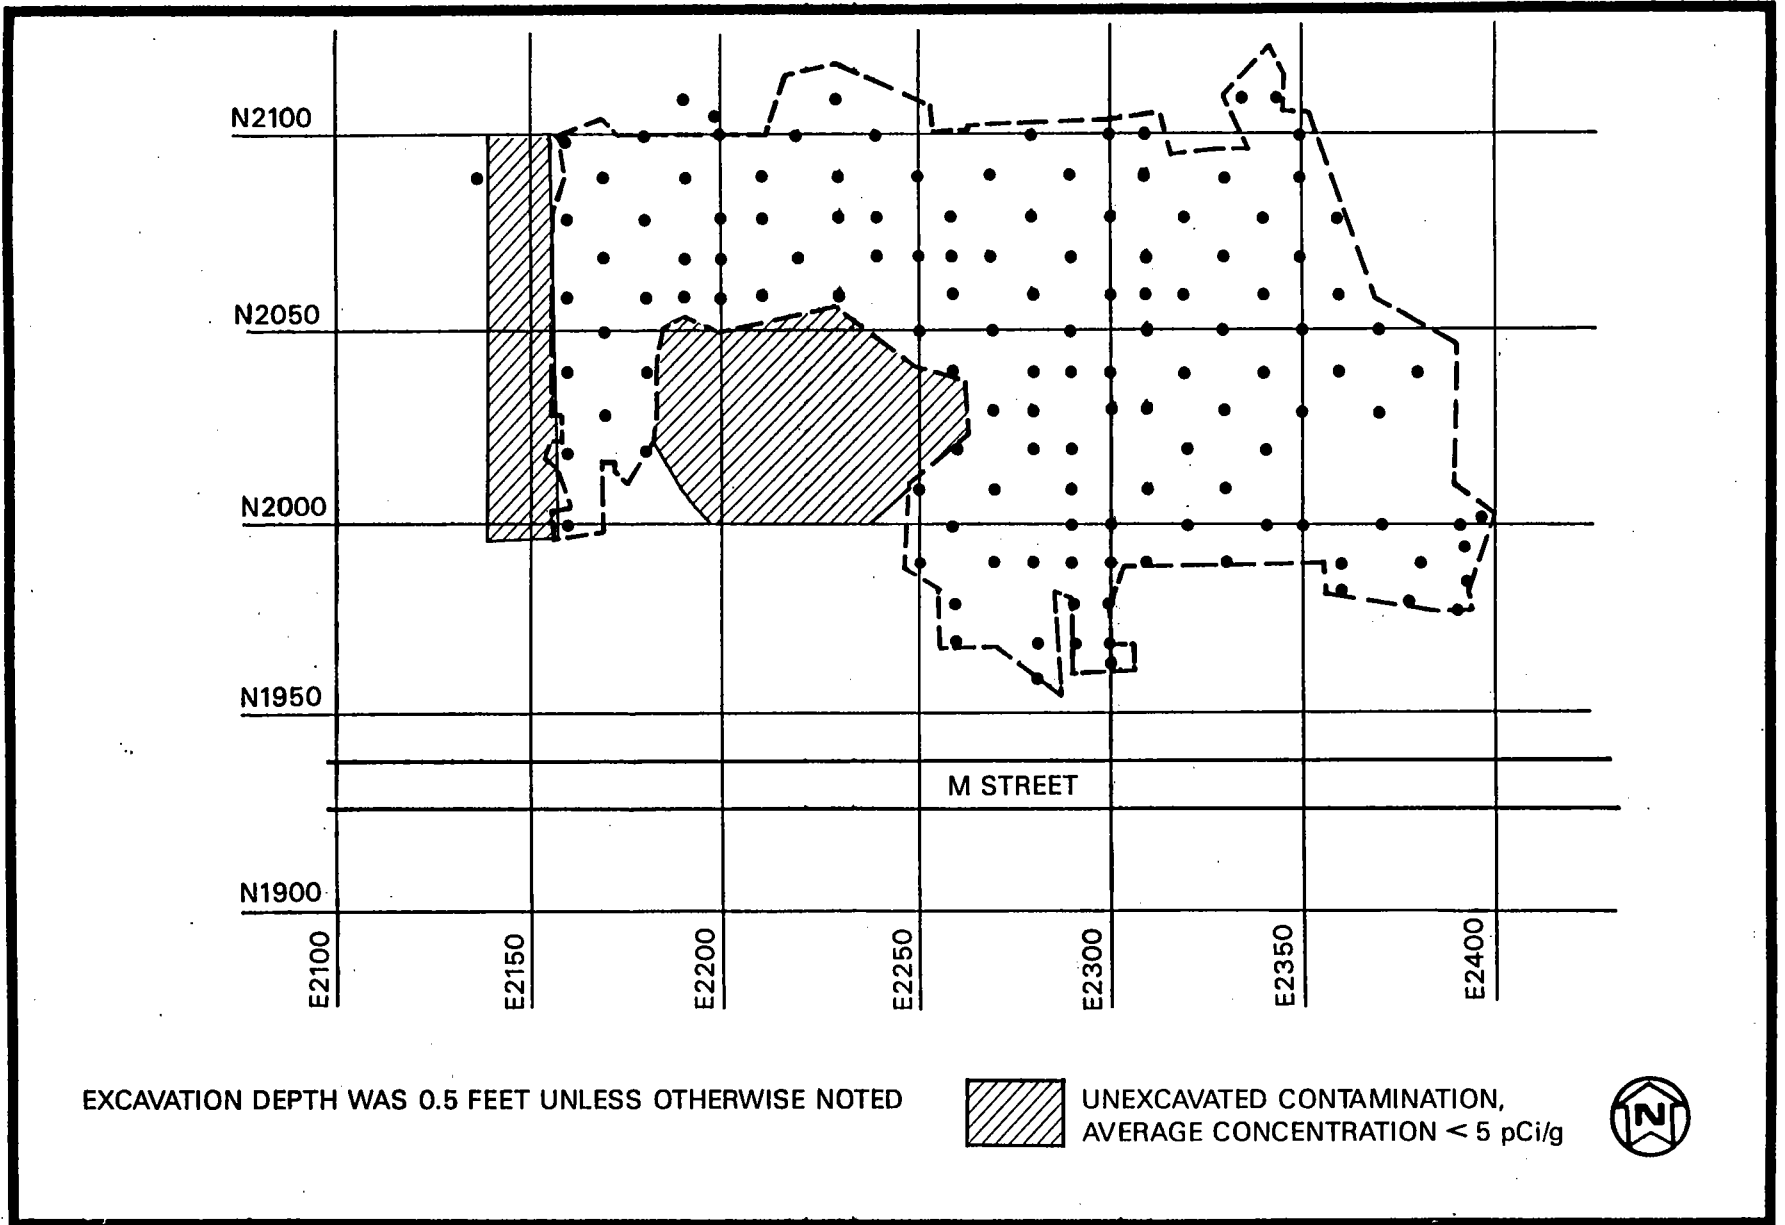 N2100
N2050
N2000
N1950
M STREET
N1900
E2100
E2150
E2200
E2250
E2300
E2350
E2400
EXCAVATION DEPTH WAS 0.5 FEET UNLESS OTHERWISE NOTED
UNEXCAVATED CONTAMINATION,
AVERAGE CONCENTRATION < 5 pCi/g
N